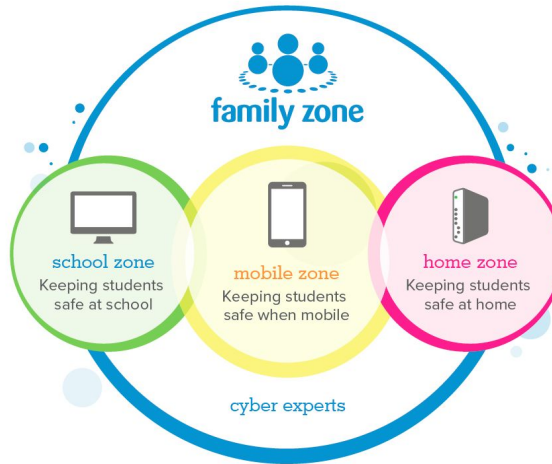 family zone
school zone
Keeping students
safe at school
mobile zone
Keeping students
safe when mobile
home zone
Keeping students
safe at home
cyber experts